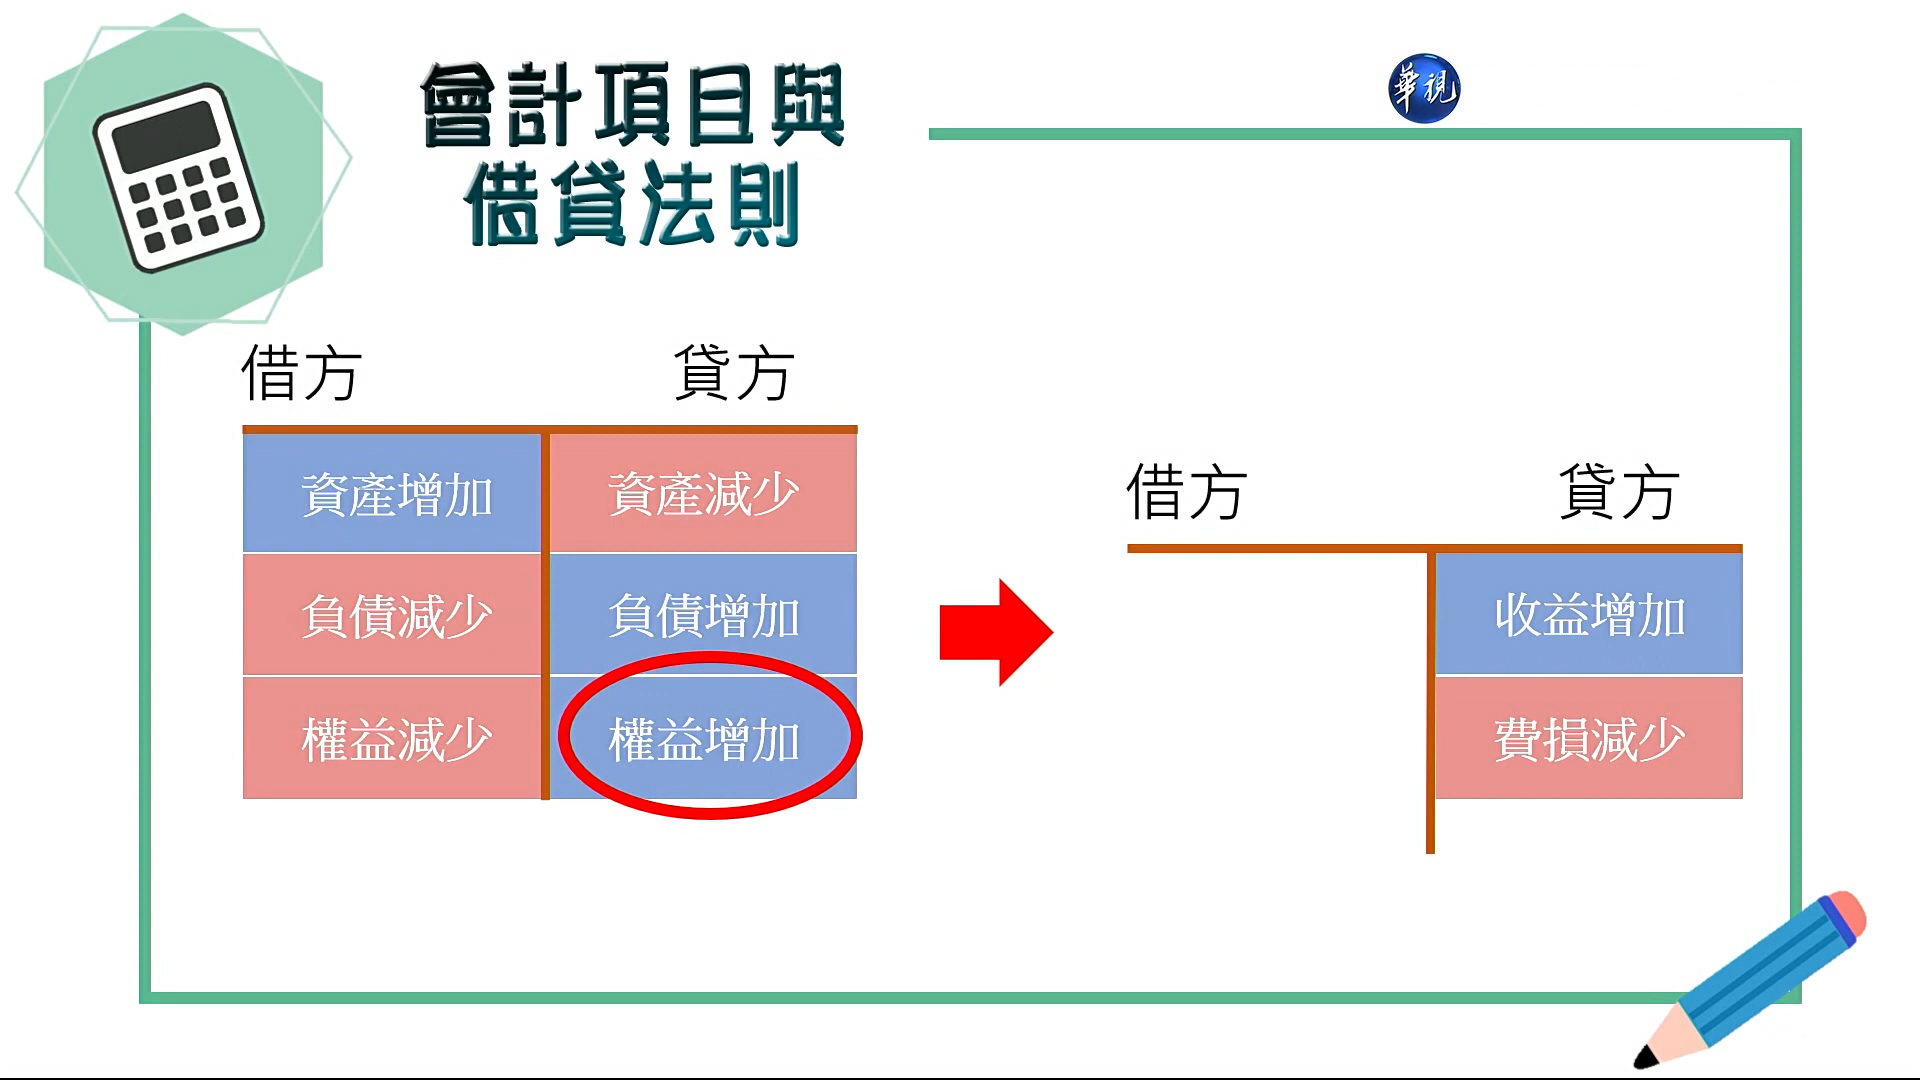 會計項目與
借貸法則
華視
借方 貸方
資產增加 資產減少
負債減少 負債增加
權益減少 權益增加
借方 貸方
收益增加
費損減少